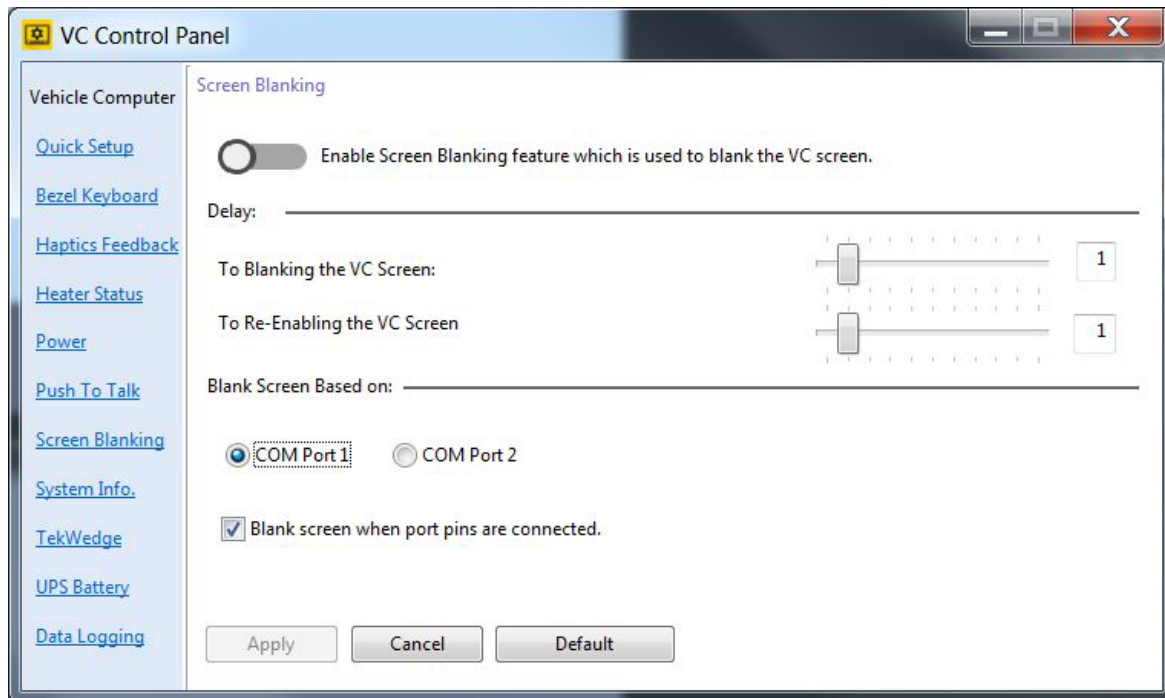 VC Control Panel
Vehicle Computer
Quick Setup
Bezel Keyboard
Haptics Feedback
Heater Status
Power
Push To Talk
Screen Blanking
System Info.
TekWedge
UPS Battery
Data Logging
Screen Blanking
Enable Screen Blanking feature which is used to blank the VC screen.
Delay:
To Blanking the VC Screen:
1
To Re-Enabling the VC Screen
1
Blank Screen Based on:
COM Port 1
COM Port 2
Blank screen when port pins are connected.
Apply
Cancel
Default